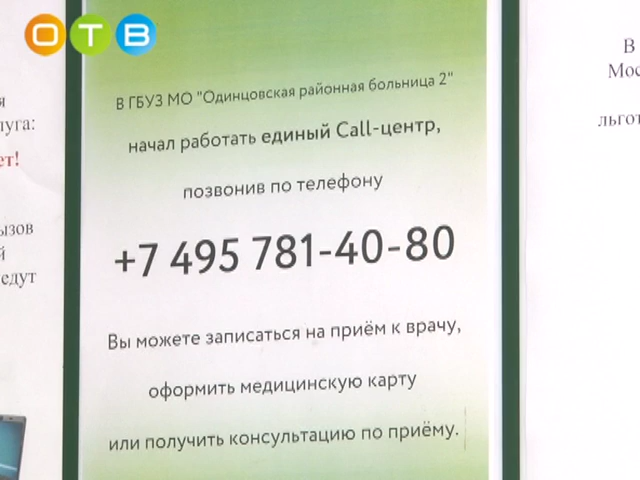 ОТВ
В ГБУЗ МО "Одинцовская районная больница 2"
начал работать единый Call-центр,
позвонив по телефону
+7 495 781-40-80
Вы можете записаться на приём к врачу,
оформить медицинскую карту
или получить консультацию по приёму.
В